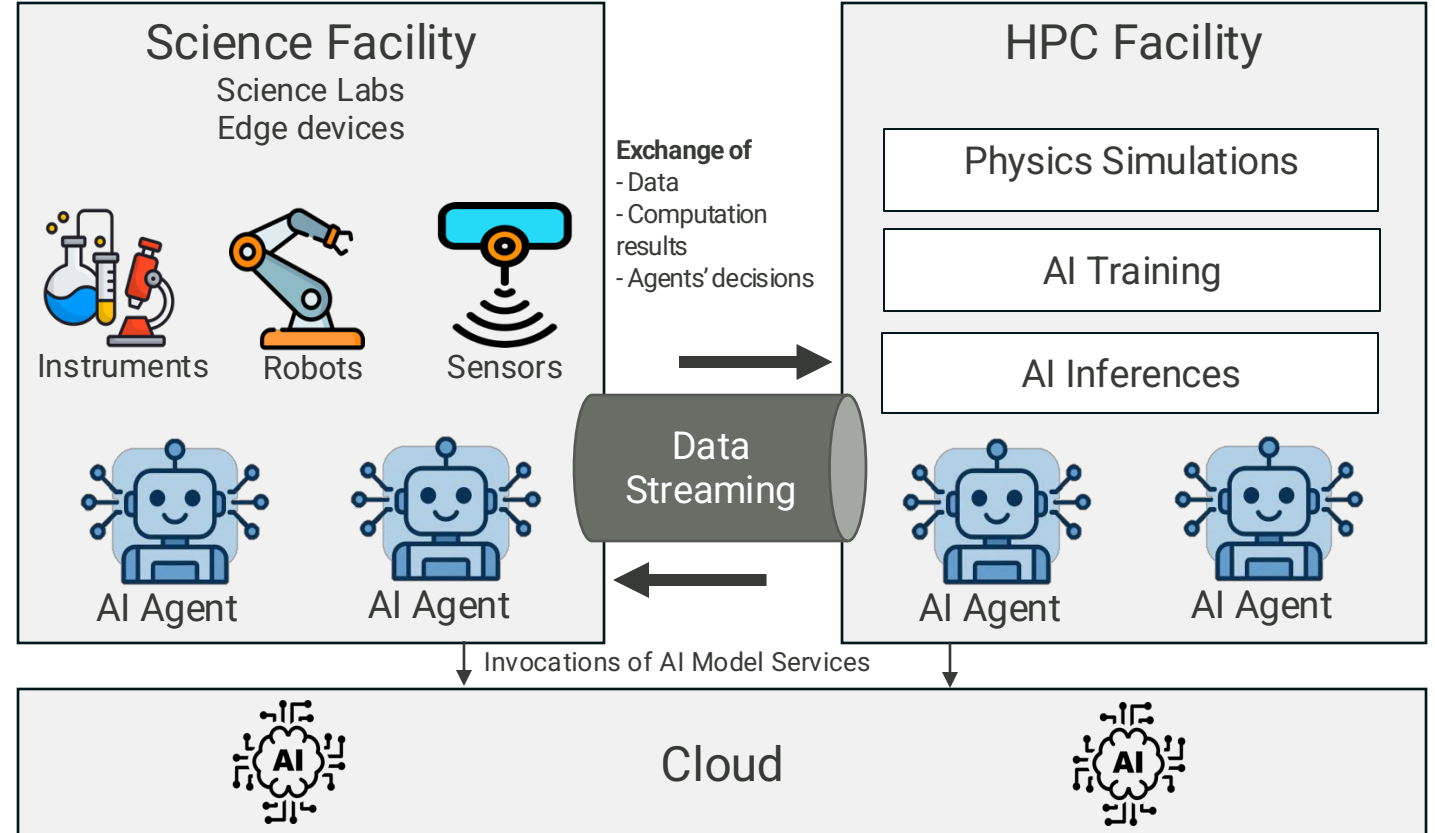 Science Facility
Science Labs
Edge devices
Instruments
Robots
Sensors
AI Agent
AI Agent
Exchange of
- Data
- Computation
results
- Agents’ decisions
Data
Streaming
HPC Facility
Physics Simulations
AI Training
AI Inferences
AI Agent
AI Agent
Invocations of AI Model Services
AI
Cloud
AI